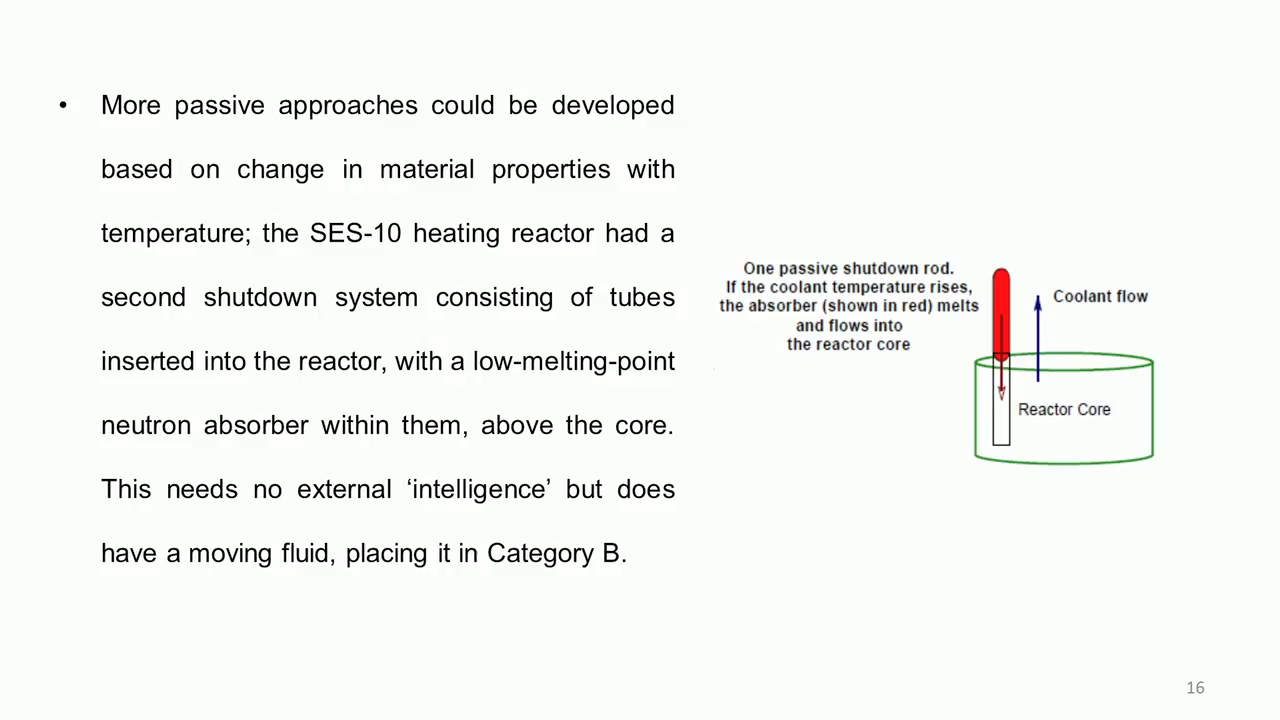 • More passive approaches could be developed
based on change in material properties with
temperature; the SES-10 heating reactor had a
second shutdown system consisting of tubes
inserted into the reactor, with a low-melting-point
neutron absorber within them, above the core.
This needs no external ‘intelligence’ but does
have a moving fluid, placing it in Category B.
One passive shutdown rod.
If the coolant temperature rises,
the absorber (shown in red) melts
and flows into
the reactor core
Coolant flow
Reactor Core
16